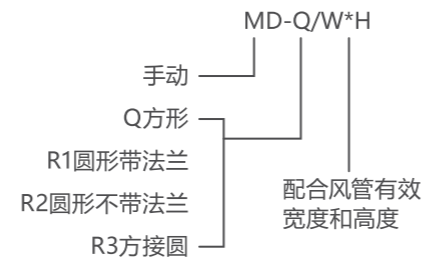 MD-Q/W*H
手动
Q方形
R1圆形带法兰
R2圆形不带法兰
R3方接圆
配合风管有效
宽度和高度